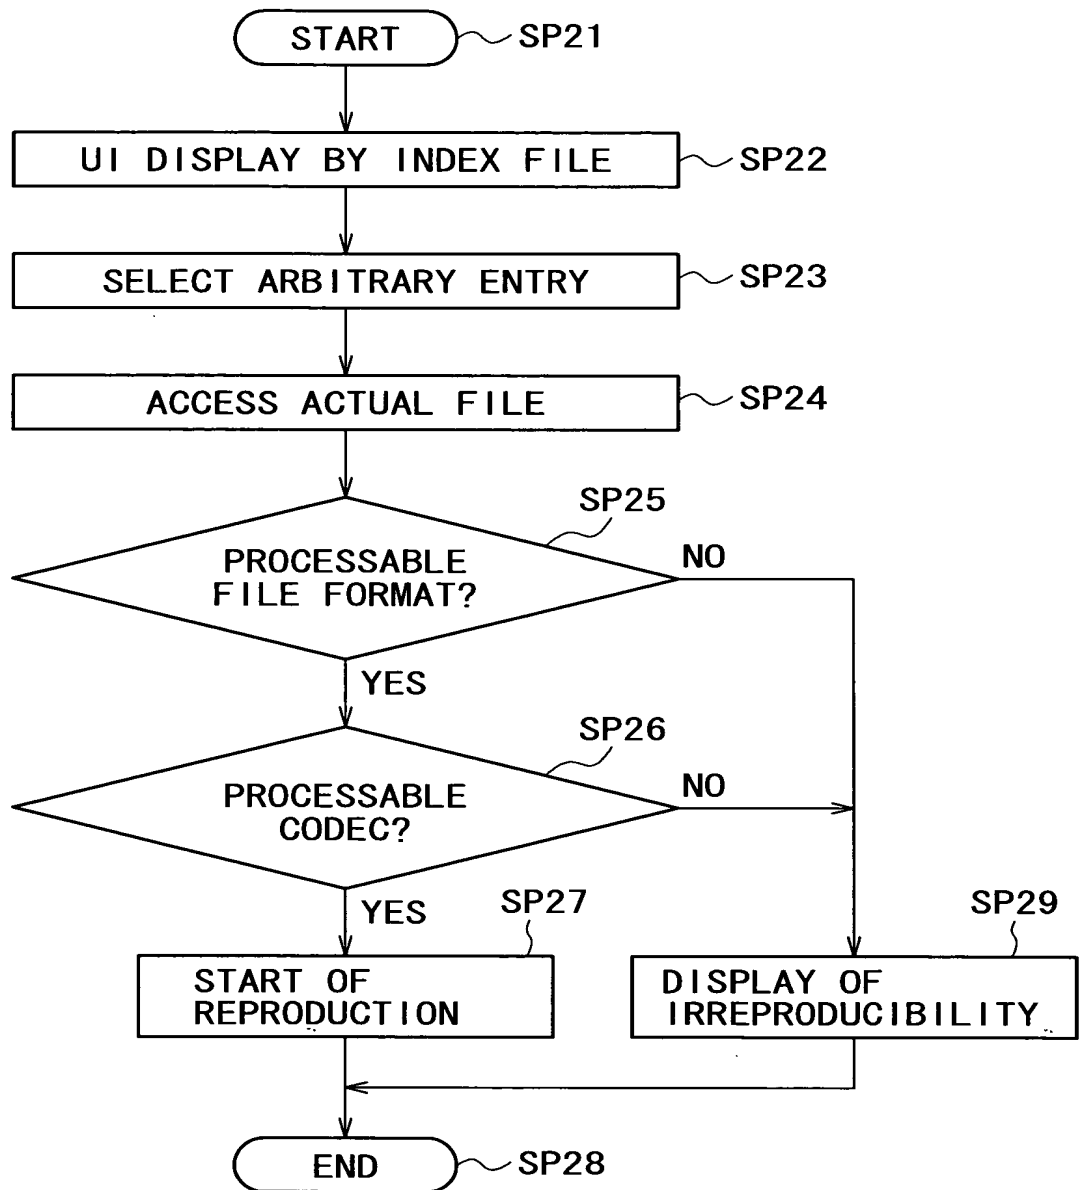 START
SP21
UI DISPLAY BY INDEX FILE
SP22
SELECT ARBITRARY ENTRY
SP23
ACCESS ACTUAL FILE
SP24
SP25
PROCESSABLE
FILE FORMAT?
NO
YES
SP26
PROCESSABLE
CODEC?
NO
YES
SP27
START OF
REPRODUCTION
SP29
DISPLAY OF
IRREPRODUCIBILITY
END
SP28